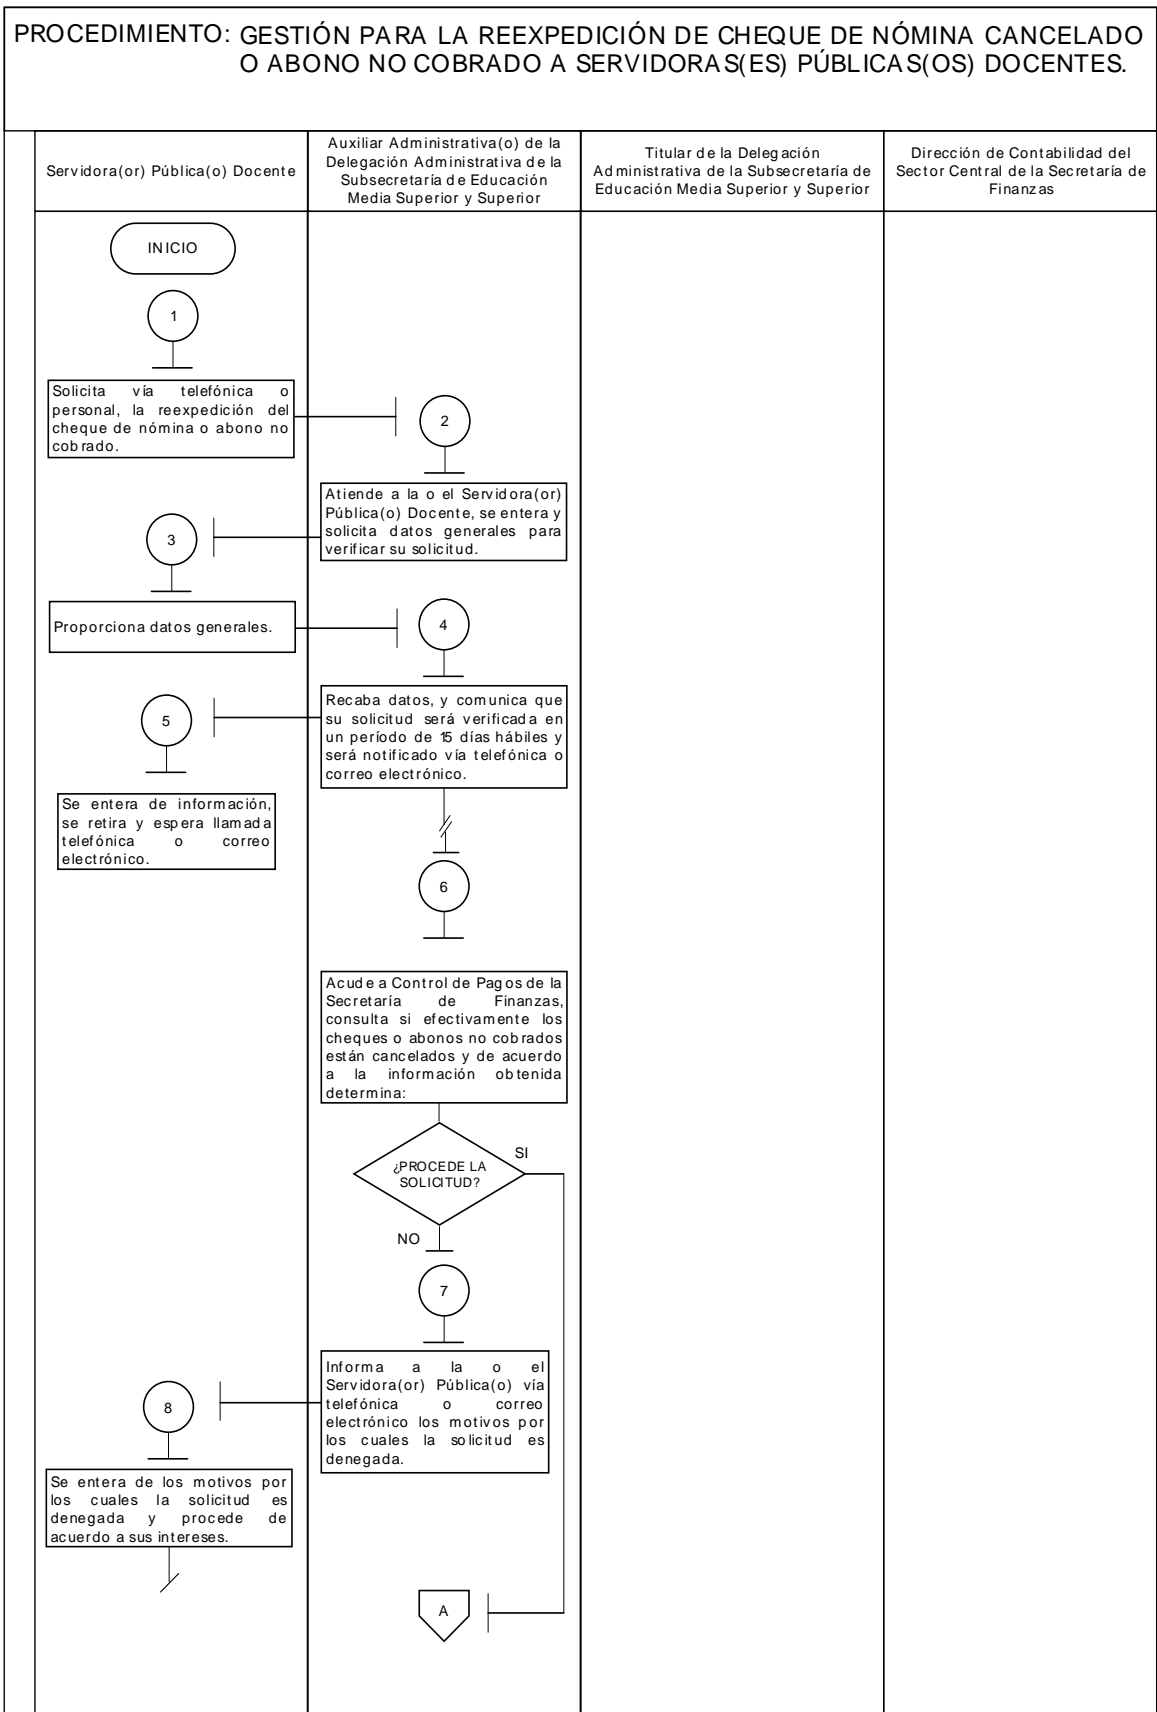 PROCEDIMIENTO: GESTIÓN PARA LA REEXPEDICIÓN DE CHEQUE DE NÓMINA CANCELADO
O ABONO NO COBRADO A SERVIDORAS(ES) PÚBLICAS(OS) DOCENTES.
Servidora(or) Pública(o) Docente
Auxiliar Administrativa(o) de la
Delegación Administrativa de la
Subsecretaría de Educación
Media Superior y Superior
Titular de la Delegación
Administrativa de la Subsecretaría de
Educación Media Superior y Superior
Dirección de Contabilidad del
Sector Central de la Secretaría de
Finanzas
INICIO
1
Solicita vía telefónica o
personal, la reexpedición del
cheque de nómina o abono no
cobrado.
2
Atiende a la o el Servidora(or)
Pública(o) Docente, se entera y
solicita datos generales para
verificar su solicitud.
3
Proporciona datos generales.
4
Recaba datos, y comunica que
su solicitud será verificada en
un período de 15 días hábiles y
será notificado vía telefónica o
correo electrónico.
5
Se entera de información,
se retira y espera llamada
telefónica o correo
electrónico.
6
Acude a Control de Pagos de la
Secretaría de Finanzas,
consulta si efectivamente los
cheques o abonos no cobrados
están cancelados y de acuerdo
a la información obtenida
determina:
¿PROCEDE LA
SOLICITUD?
SI
NO
7
Informa a la o el
Servidora(or) Pública(o) vía
telefónica o correo
electrónico los motivos por
los cuales la solicitud es
denegada.
8
Se entera de los motivos por
los cuales la solicitud es
denegada y procede de
acuerdo a sus intereses.
A